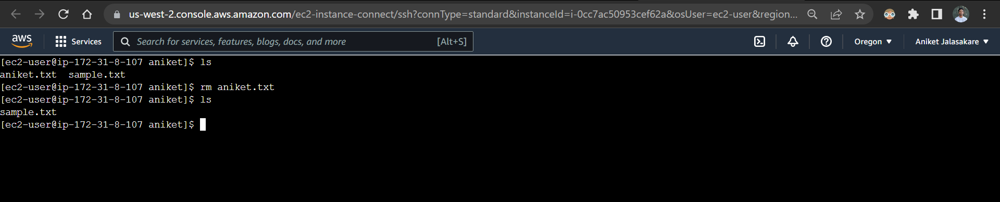 us-west-2.console.aws.amazon.com/ec2-instance-connect/ssh?connType=standard&instanceId=i-0cc7ac50953cef62a&osUser=ec2-user&region...
aws Services Search for services, features, blogs, docs, and more [Alt+S] Oregon Aniket Jalasakare
[ec2-user@ip-172-31-8-107 aniket]$ ls
aniket.txt  sample.txt
[ec2-user@ip-172-31-8-107 aniket]$ rm aniket.txt
[ec2-user@ip-172-31-8-107 aniket]$ ls
sample.txt
[ec2-user@ip-172-31-8-107 aniket]$